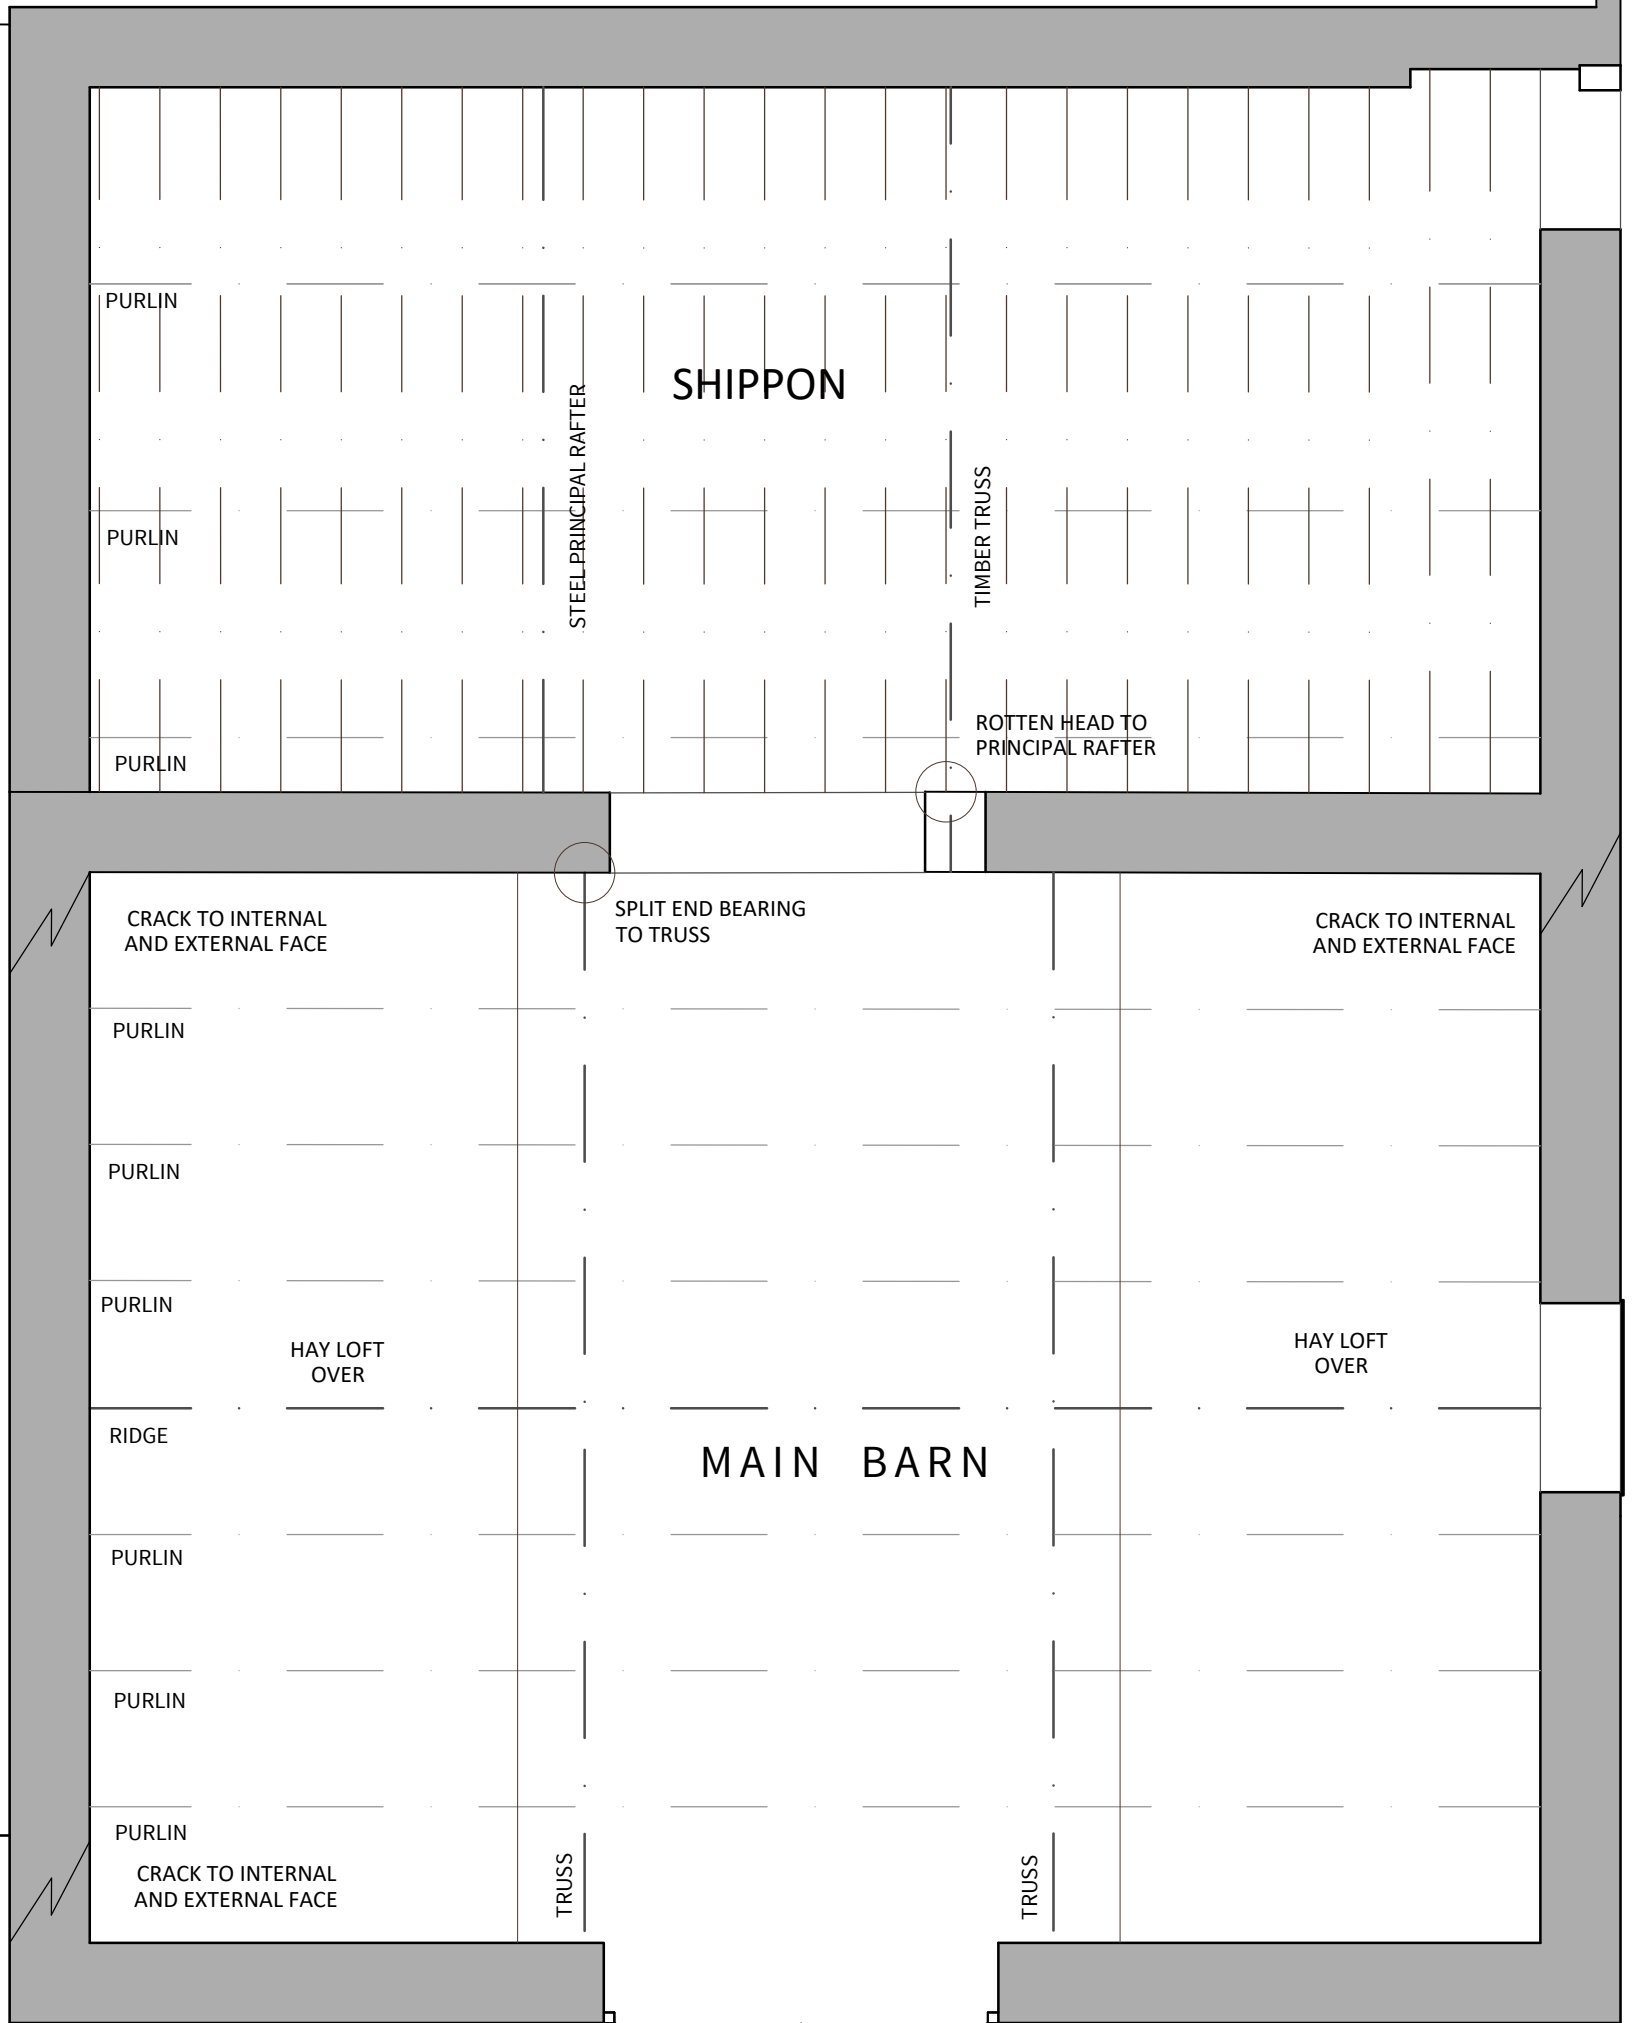 PURLIN
SHIPPON
STEEL PRINCIPAL RAFTER
TIMBER TRUSS
PURLIN
ROTTEN HEAD TO
PRINCIPAL RAFTER
PURLIN
CRACK TO INTERNAL
AND EXTERNAL FACE
SPLIT END BEARING
TO TRUSS
CRACK TO INTERNAL
AND EXTERNAL FACE
PURLIN
PURLIN
PURLIN
HAY LOFT
OVER
HAY LOFT
OVER
RIDGE
MAIN BARN
PURLIN
PURLIN
PURLIN
CRACK TO INTERNAL
AND EXTERNAL FACE
TRUSS
TRUSS